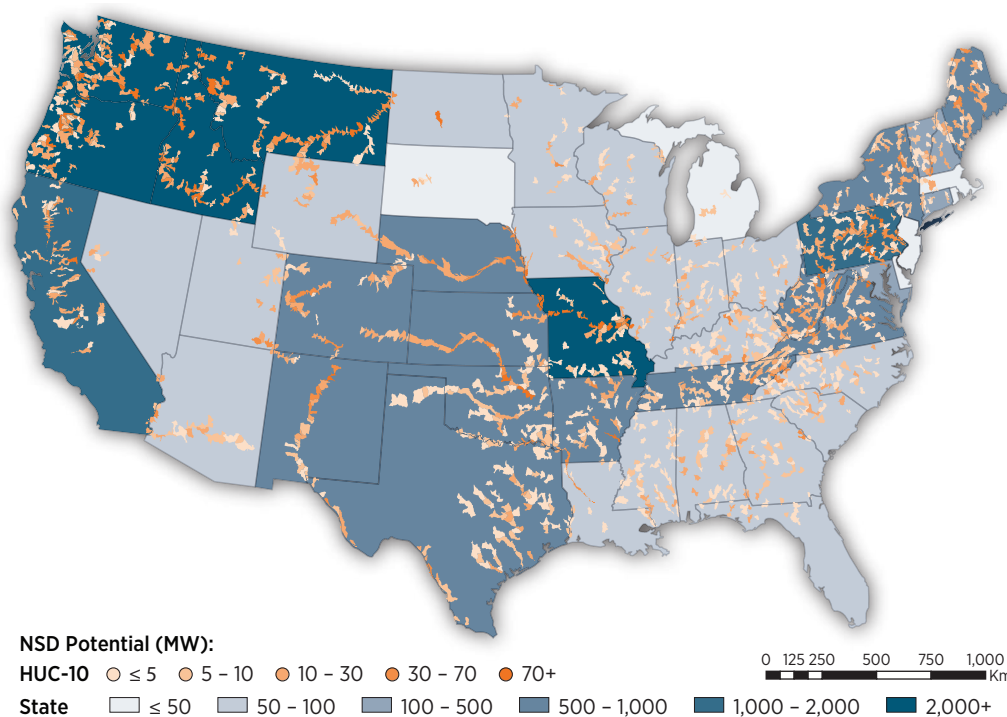 NSD Potential (MW):
HUC-10 ≤ 5 5 – 10 10 – 30 30 – 70 70+
State ≤ 50 50 – 100 100 – 500 500 – 1,000 1,000 – 2,000 2,000+
0 125 250 500 750 1,000
Km